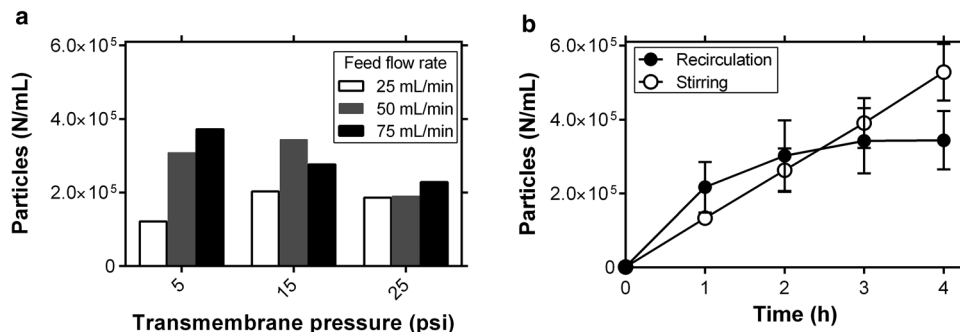 a
6.0×10⁵
4.0×10⁵
2.0×10⁵
0
Particles (N/mL)
Feed flow rate
25 mL/min
50 mL/min
75 mL/min
5
15
25
Transmembrane pressure (psi)
b
6.0×10⁵
4.0×10⁵
2.0×10⁵
0
Particles (N/mL)
Recirculation
Stirring
0 1 2 3 4
Time (h)